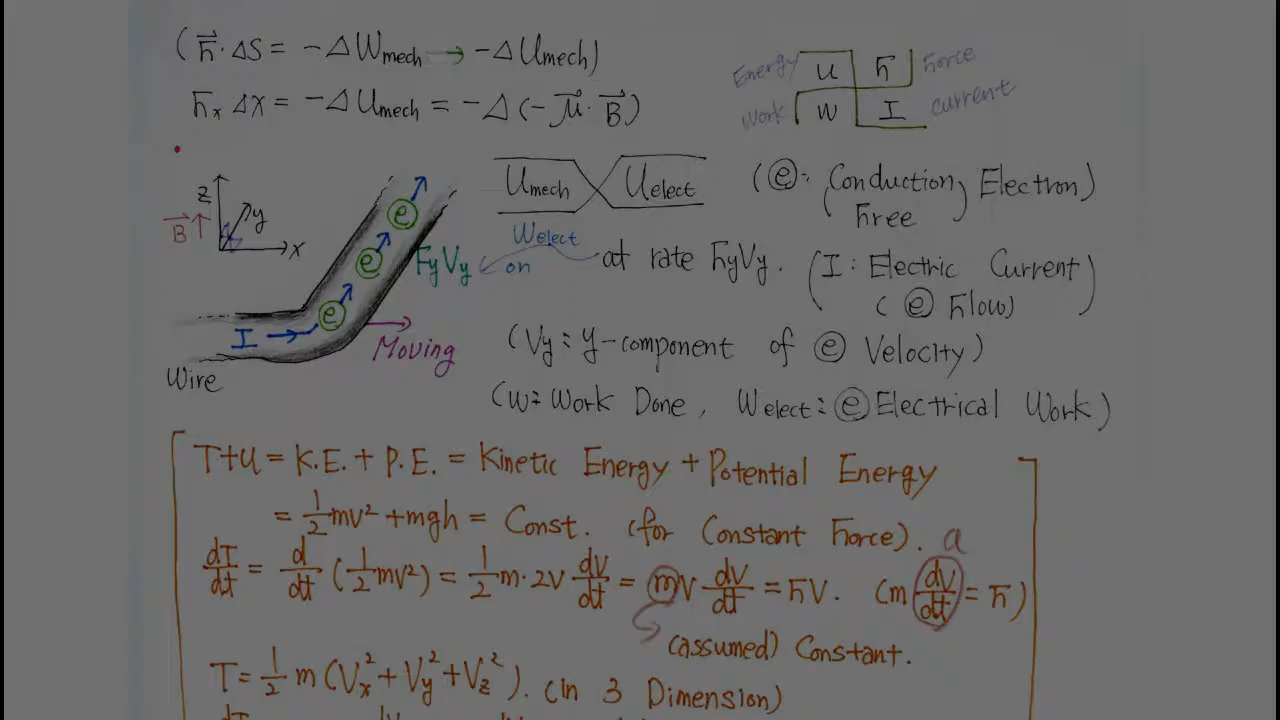 (F⃗·ΔS = -ΔWmech → -ΔUmech)
Fx Δx = -ΔUmech = -Δ(-μ⃗·B⃗)
Energy U F Force
Work W I Current
Umech Uelect
Welect on
at rate FyVy.
(ⓔ: Conduction, Free Electron)
(I: Electric Current (ⓔ Flow))
Z y x
B⃗
ⓔ
ⓔ
ⓔ
FyVy
I
Moving
Wire
(Vy: y-component of ⓔ Velocity)
(W: Work Done, Welect: ⓔ Electrical Work)
T+U = K.E. + P.E. = Kinetic Energy + Potential Energy
= 1/2 mv² + mgh = Const. (for Constant Force).
dT/dt = d/dt (1/2 mv²) = 1/2 m·2V dV/dt = mV dV/dt = FV. (m dV/dt = F)
a
(assumed) Constant.
T = 1/2 m (Vx² + Vy² + Vz²). (In 3 Dimension)